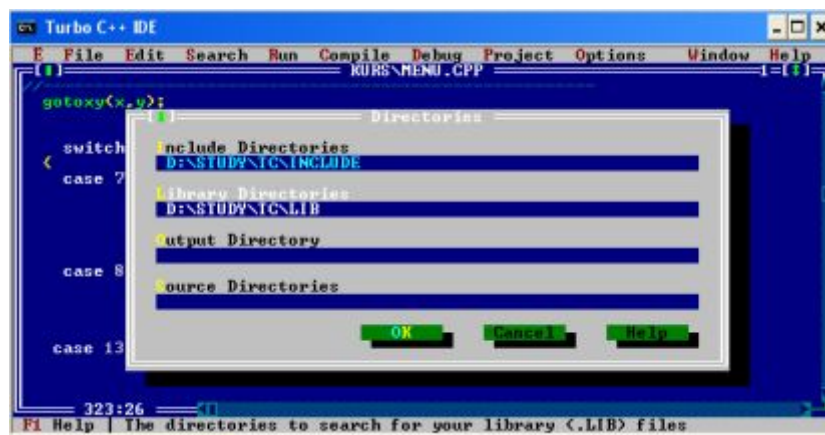 Turbo C++ IDE
E File Edit Search Run Compile Debug Project Options Window Help
KURS\MENU.CPP 1=[↕]
gotoxy(x,y);
Directories
switch
Include Directories
D:\STUDY\TC\INCLUDE
{
case 7
Library Directories
D:\STUDY\TC\LIB
Output Directory
case 8
Source Directories
OK Cancel Help
case 13
323:26
F1 Help | The directories to search for your library (.LIB) files